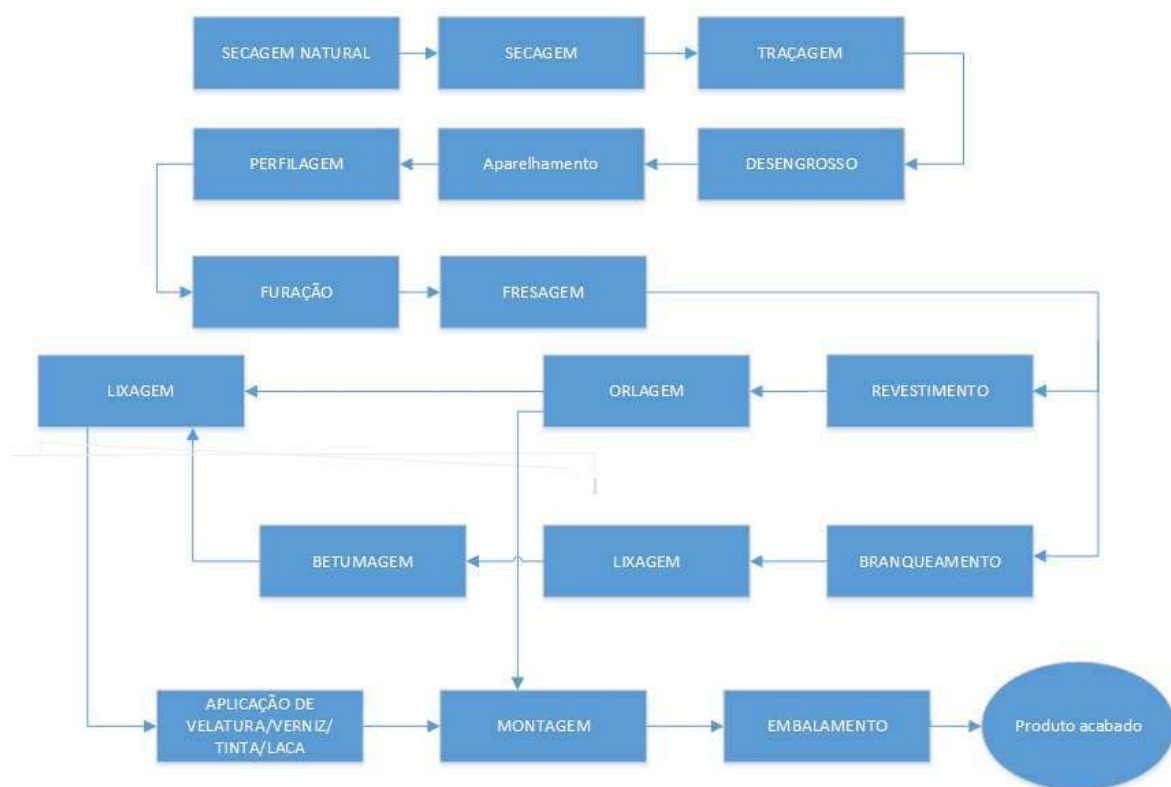 SECAGEM NATURAL
SECAGEM
TRAÇAGEM
PERFILAGEM
Aparelhamento
DESENGROSSO
FURAÇÃO
FRESAGEM
LIXAGEM
ORLAGEM
REVESTIMENTO
BETUMAGEM
LIXAGEM
BRANQUEAMENTO
APLICAÇÃO DE
VELATURA/VERNIZ/
TINTA/LACA
MONTAGEM
EMBALAMENTO
Produto acabado